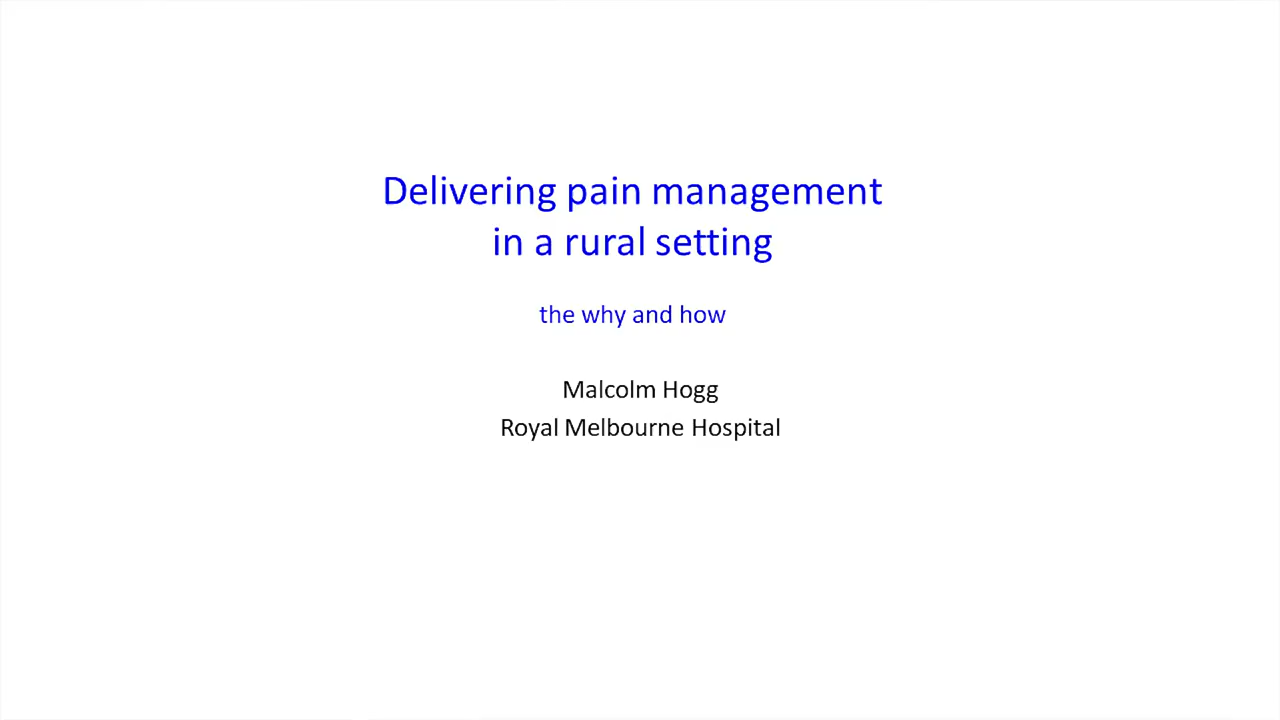 Delivering pain management
in a rural setting
the why and how
Malcolm Hogg
Royal Melbourne Hospital